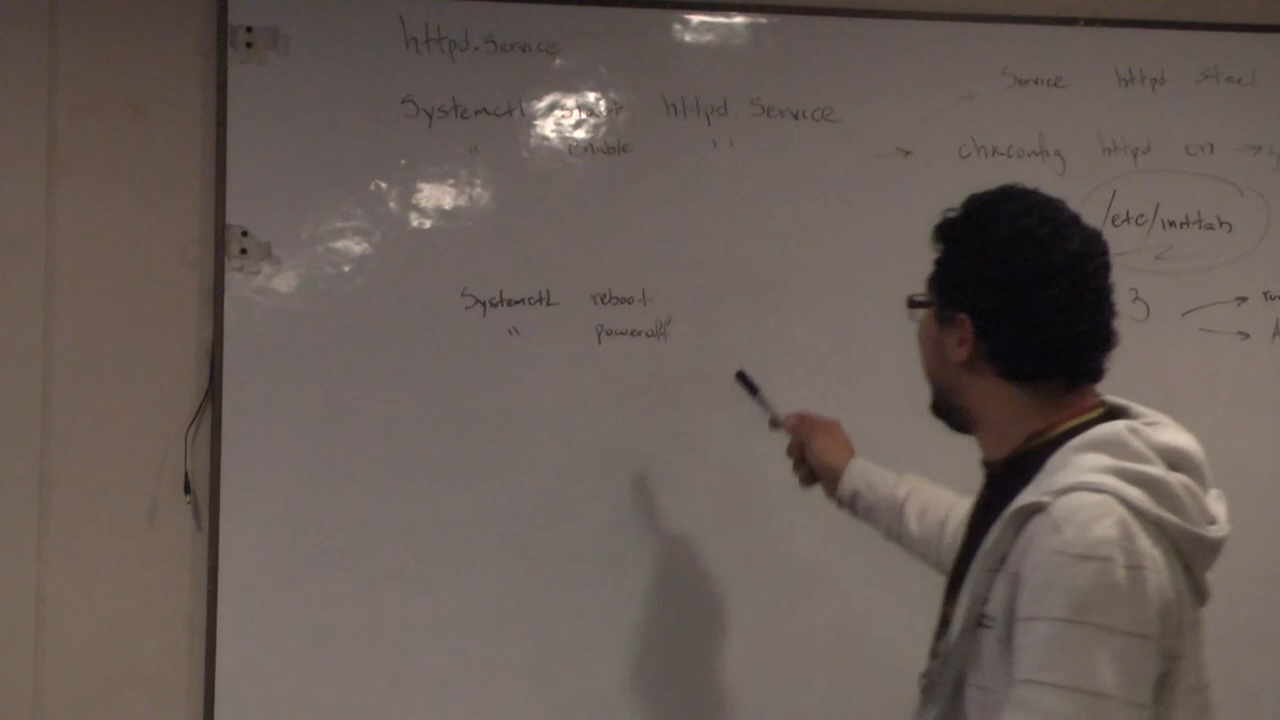 httpd.service
Systemctl start httpd.Service
" enable "
Systemctl reboot
" poweroff
Service httpd start
→ chkconfig httpd on →
/etc/inittab
3